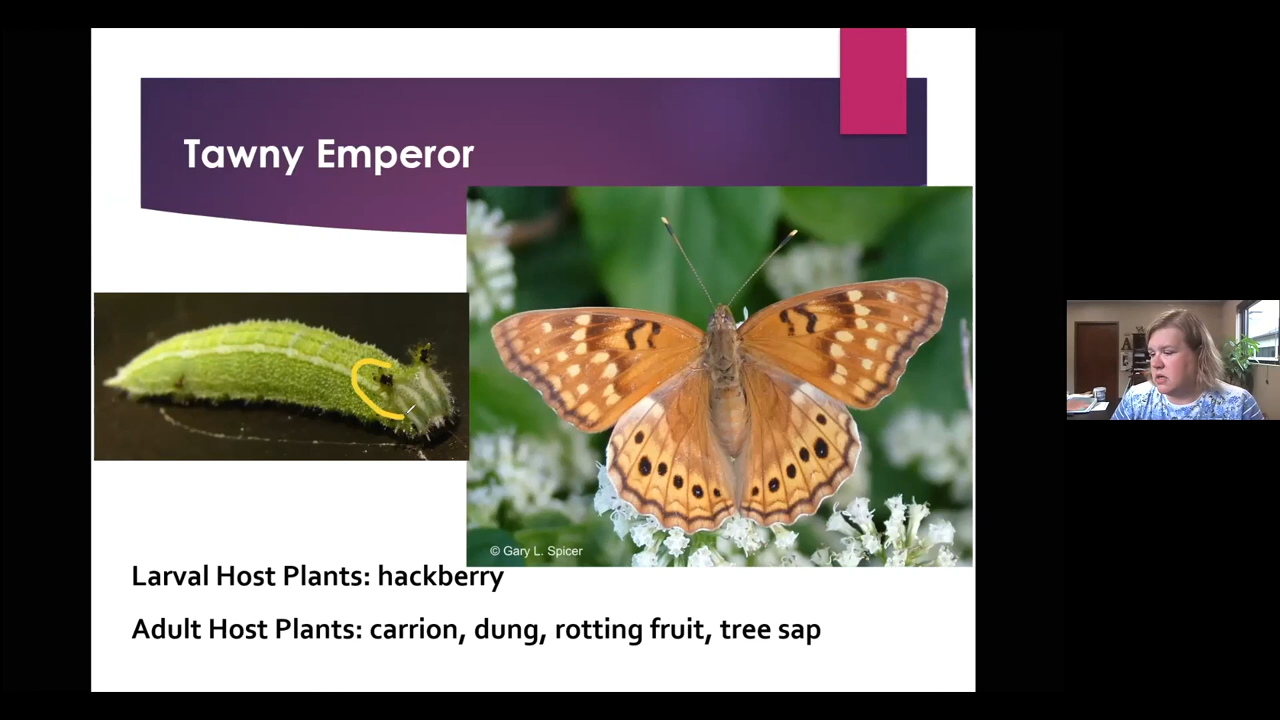 Tawny Emperor
© Gary L. Spicer
Larval Host Plants: hackberry
Adult Host Plants: carrion, dung, rotting fruit, tree sap